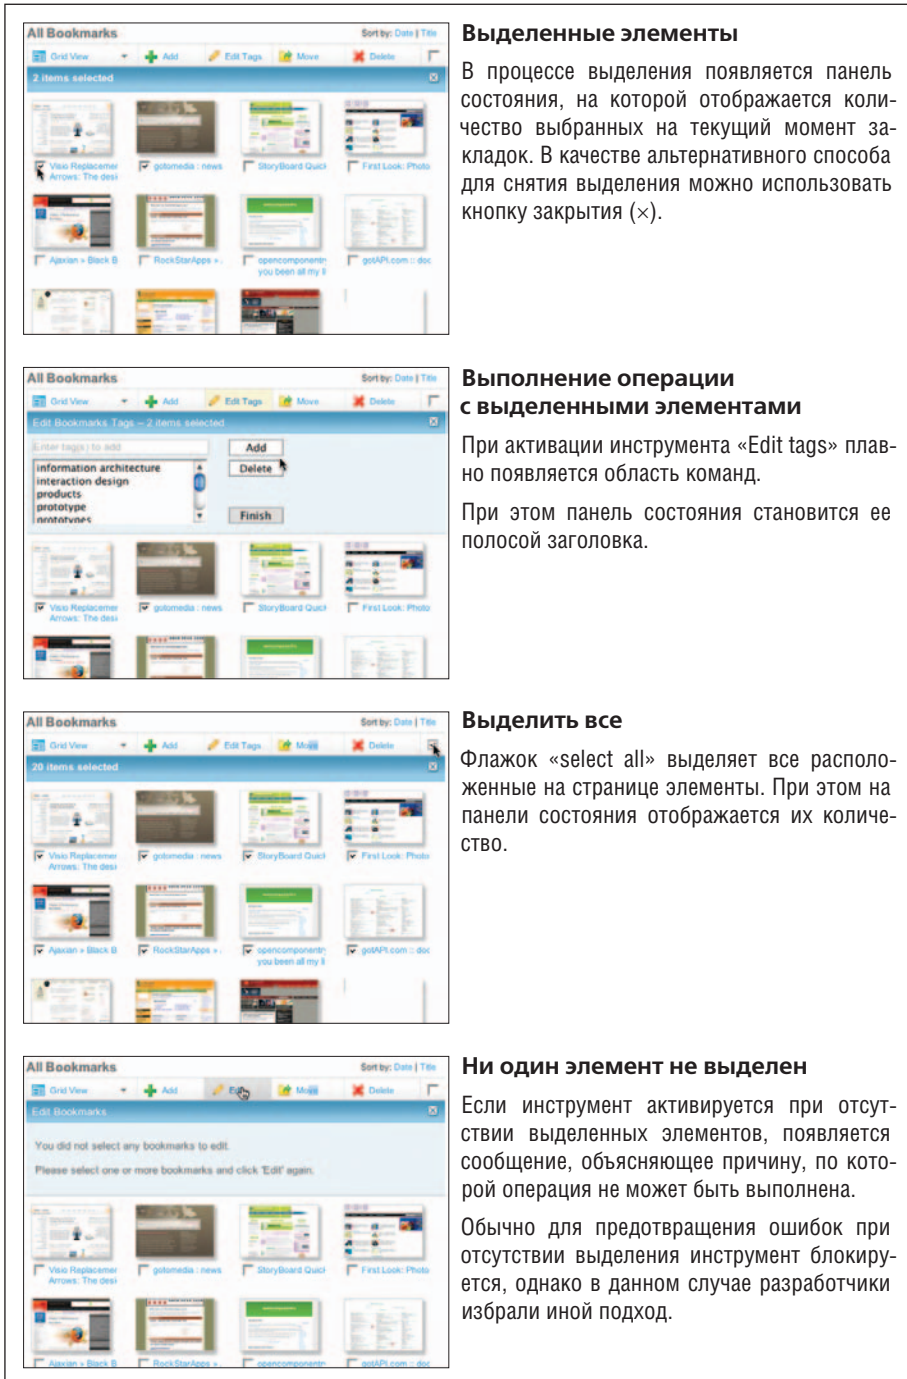 All Bookmarks
Sort by: Date | Title
Grid View Add Edit Tags Move Delete
2 items selected
Visio Replacemer gotomedia : news StoryBoard Quick First Look: Photo
Arrows: The desi
Ajaxian » Black B RockStarApps » . opencomponentry gotAPI.com :: doc
you been all my li
Выделенные элементы
В процессе выделения появляется панель
состояния, на которой отображается коли-
чество выбранных на текущий момент за-
кладок. В качестве альтернативного способа
для снятия выделения можно использовать
кнопку закрытия (×).
All Bookmarks
Sort by: Date | Title
Grid View Add Edit Tags Move Delete
Edit Bookmarks Tags – 2 items selected
Enter tag(s) to add Add
information architecture Delete
interaction design
products
prototype Finish
prototypes
Visio Replacemer gotomedia : news StoryBoard Quick First Look: Photo
Arrows: The desi
Выполнение операции
с выделенными элементами
При активации инструмента «Edit tags» плав-
но появляется область команд.
При этом панель состояния становится ее
полосой заголовка.
All Bookmarks
Sort by: Date | Title
Grid View Add Edit Tags Move Delete
20 items selected
Visio Replacemer gotomedia : news StoryBoard Quick First Look: Photo
Arrows: The desi
Ajaxian » Black B RockStarApps » . opencomponentry gotAPI.com :: doc
you been all my li
Выделить все
Флажок «select all» выделяет все располо-
женные на странице элементы. При этом на
панели состояния отображается их количе-
ство.
All Bookmarks
Sort by: Date | Title
Grid View Add Edit Move Delete
Edit Bookmarks
You did not select any bookmarks to edit.
Please select one or more bookmarks and click 'Edit' again.
Visio Replacemer gotomedia : news StoryBoard Quick First Look: Photo
Arrows: The desi
Ajaxian » Black B RockStarApps » . opencomponentry gotAPI.com :: doc
Ни один элемент не выделен
Если инструмент активируется при отсут-
ствии выделенных элементов, появляется
сообщение, объясняющее причину, по кото-
рой операция не может быть выполнена.
Обычно для предотвращения ошибок при
отсутствии выделения инструмент блокиру-
ется, однако в данном случае разработчики
избрали иной подход.